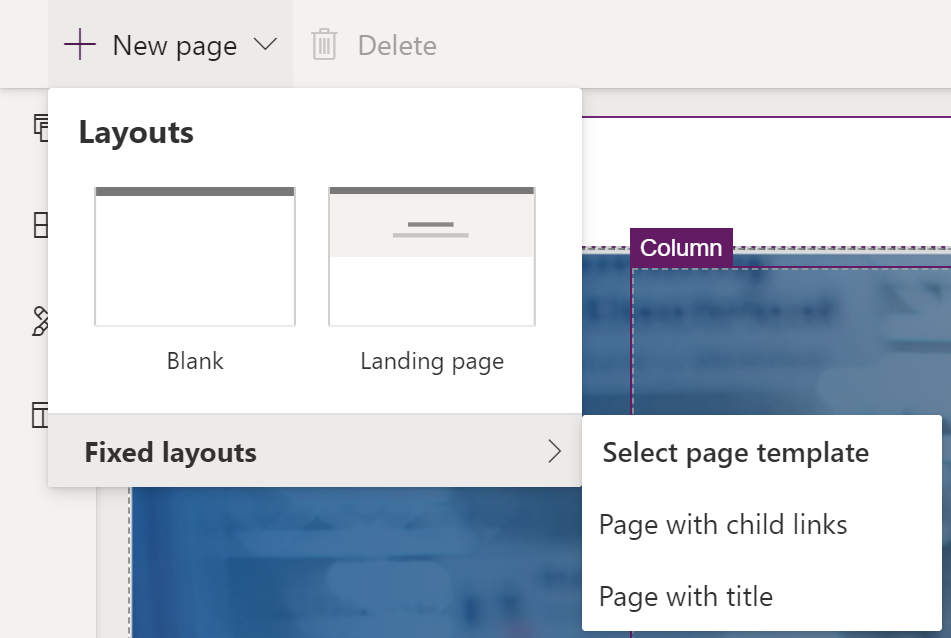 New page
Delete
Layouts
Blank
Landing page
Column
Fixed layouts
Select page template
Page with child links
Page with title